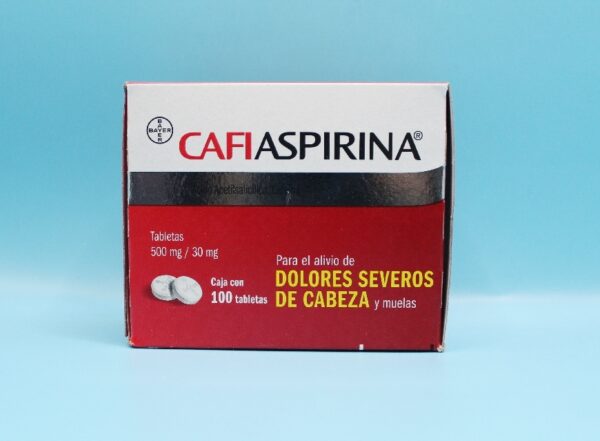 BAYER
BAYER
CAFIASPIRINA®
Tabletas
500 mg / 30 mg
Caja con
100 tabletas
Para el alivio de
DOLORES SEVEROS
DE CABEZA y muelas